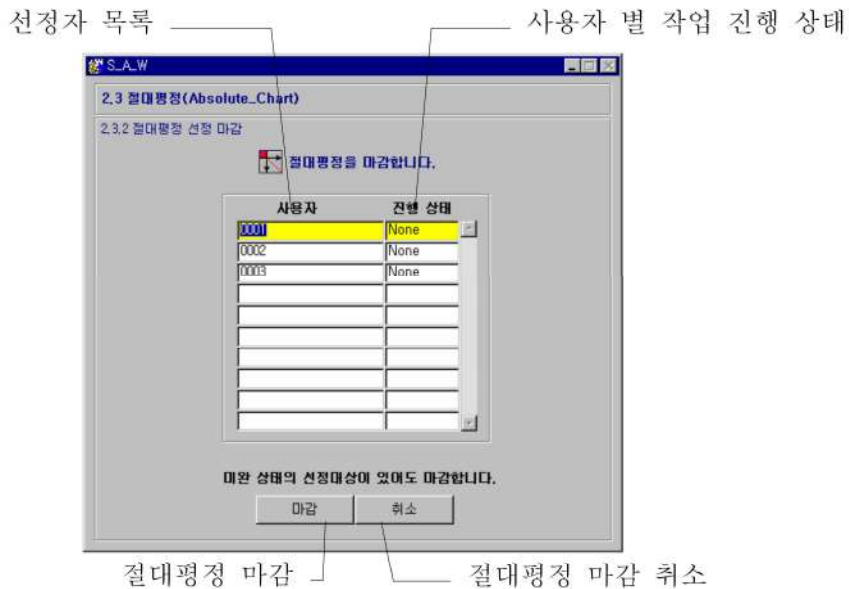 선정자 목록
사용자 별 작업 진행 상태
S_A_W
2.3 절대평정(Absolute_Chart)
2.3.2 절대평정 선정 마감
절대평정을 마감합니다.
사용자 진행 상태
0001 None
0002 None
0003 None
미완 상태의 선정대상이 있어도 마감합니다.
마감 취소
절대평정 마감
절대평정 마감 취소